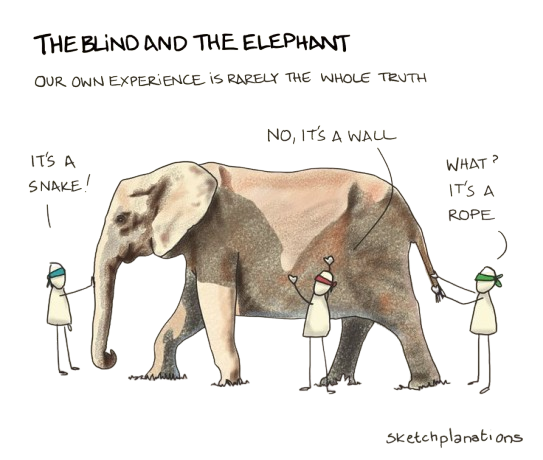 THE BLIND AND THE ELEPHANT
OUR OWN EXPERIENCE IS RARELY THE WHOLE TRUTH
NO, IT'S A WALL
IT'S A
SNAKE!
WHAT?
IT'S A
ROPE
sketchplanations